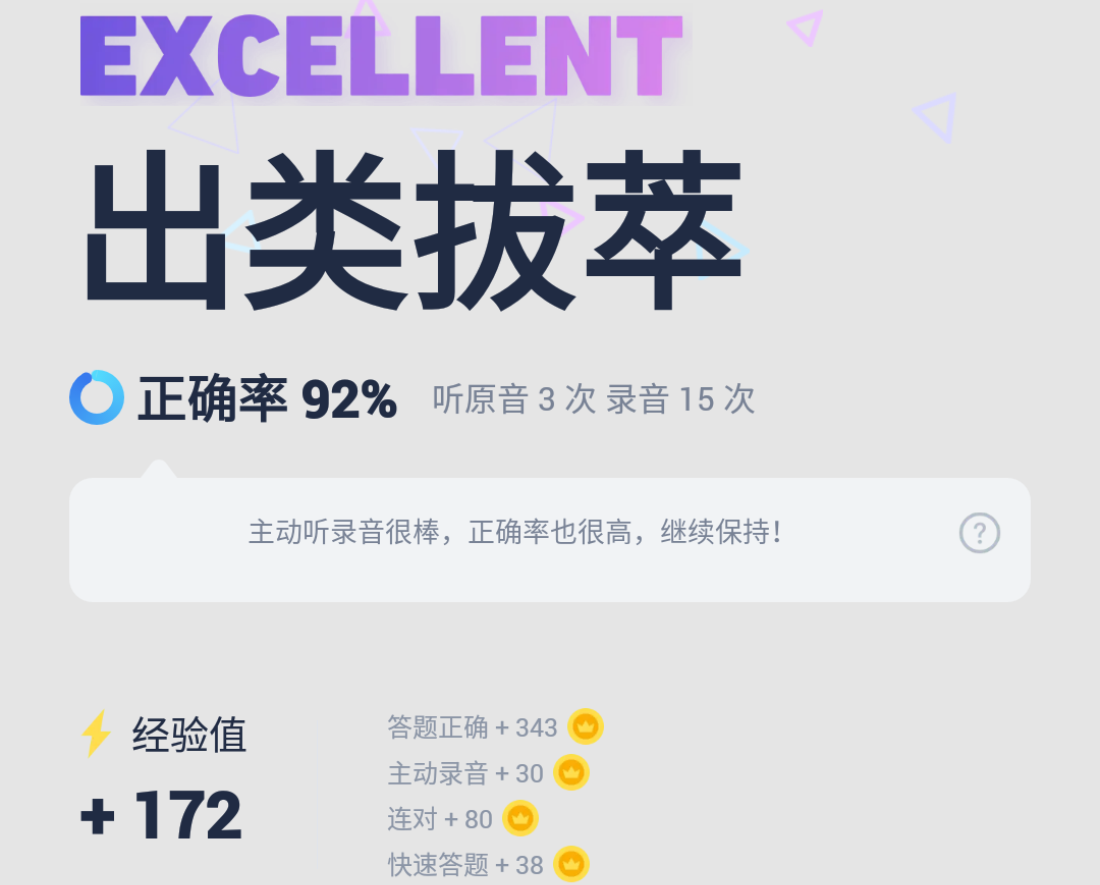 EXCELLENT
出类拔萃
正确率 92% 听原音 3 次 录音 15 次
主动听录音很棒，正确率也很高，继续保持！
?
经验值
+ 172
答题正确 + 343
主动录音 + 30
连对 + 80
快速答题 + 38